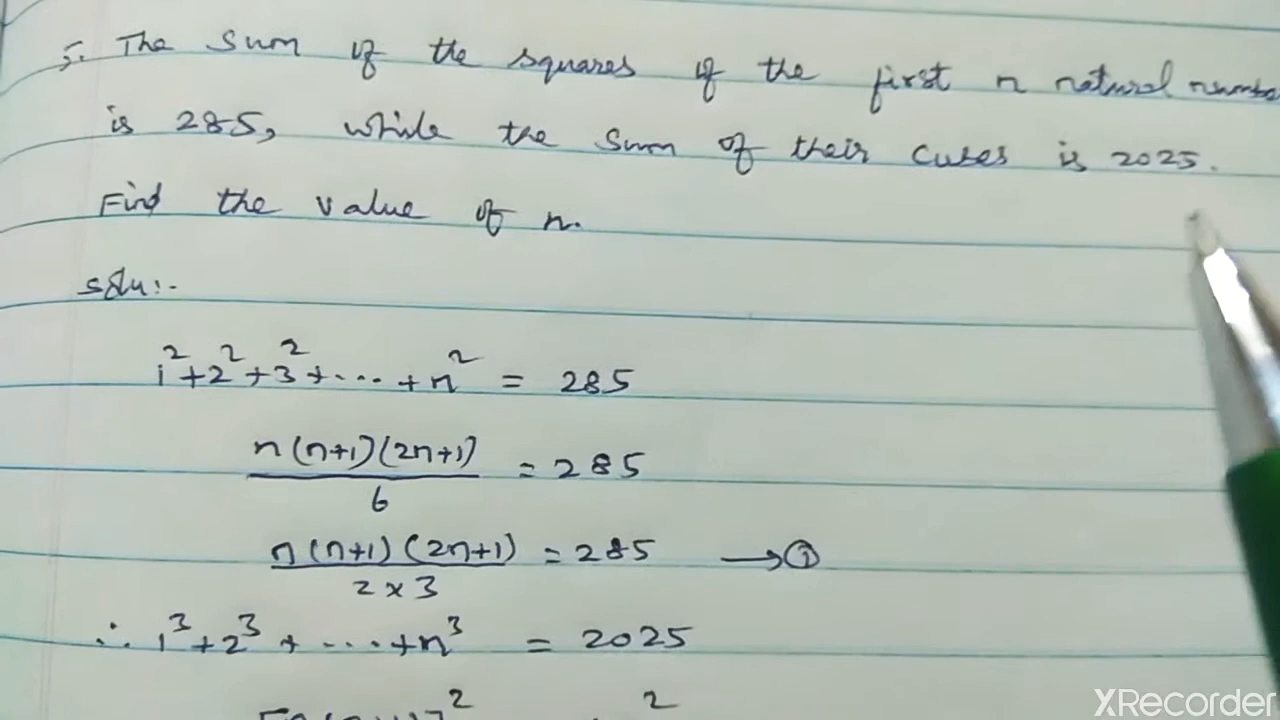 5. The sum of the squares of the first n natural
is 285, while the sum of their cubes is 2025.
Find the value of n.
Solu:-
1² + 2² + 3² + ... + n² = 285
n(n+1)(2n+1)/6 = 285
n(n+1)(2n+1)/2×3 = 285 → ①
∴ 1³ + 2³ + ... + n³ = 2025
XRecorder